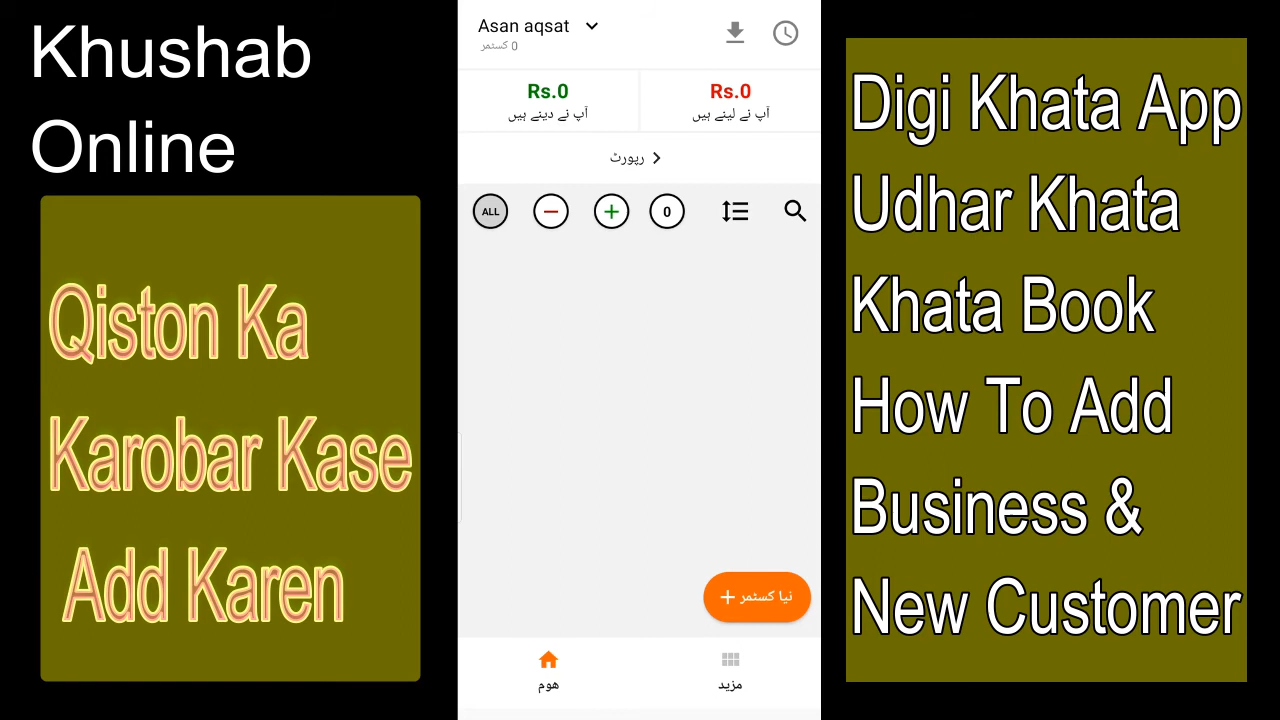 Khushab
Online
Qiston Ka
Karobar Kase
Add Karen
Asan aqsat
0 کسٹمر
Rs.0
آپ نے دینے ہیں
Rs.0
آپ نے لینے ہیں
رپورٹ
ALL
0
نیا کسٹمر
ھوم
مزید
Digi Khata App
Udhar Khata
Khata Book
How To Add
Business &
New Customer